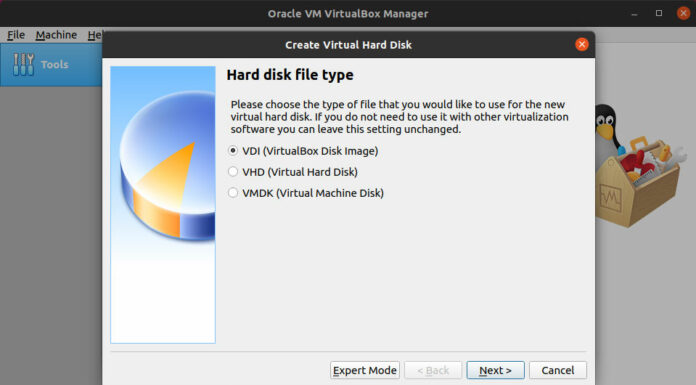 Oracle VM VirtualBox Manager
File Machine He
Tools
Create Virtual Hard Disk
Hard disk file type
Please choose the type of file that you would like to use for the new
virtual hard disk. If you do not need to use it with other virtualization
software you can leave this setting unchanged.
VDI (VirtualBox Disk Image)
VHD (Virtual Hard Disk)
VMDK (Virtual Machine Disk)
Expert Mode < Back Next > Cancel